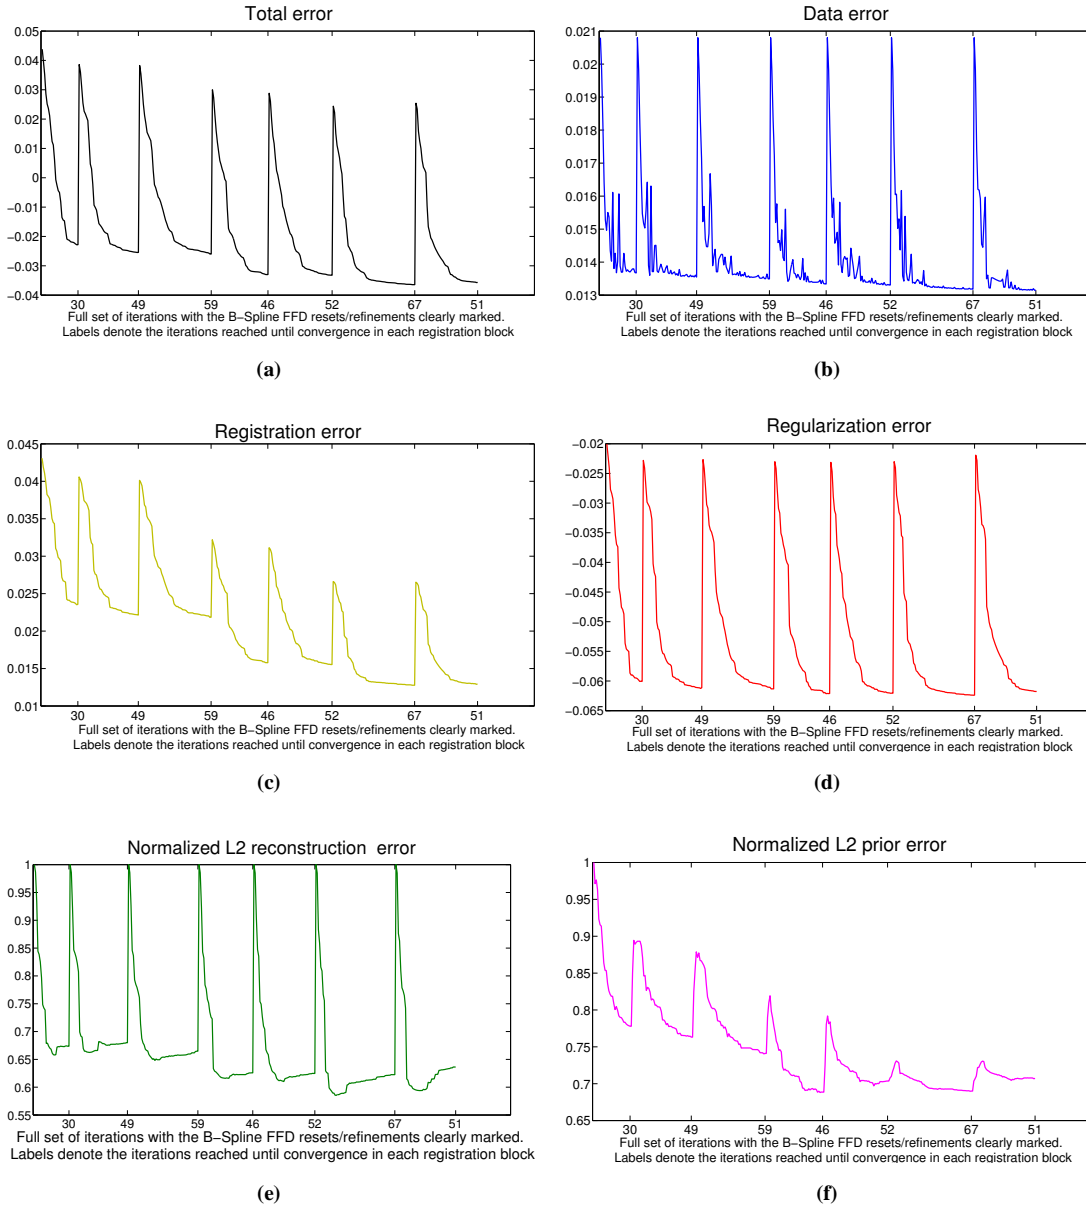 Total error
0.05
0.04
0.03
0.02
0.01
0
−0.01
−0.02
−0.03
−0.04
30 49 59 46 52 67 51
Full set of iterations with the B−Spline FFD resets/refinements clearly marked.
Labels denote the iterations reached until convergence in each registration block
(a)
Data error
0.021
0.02
0.019
0.018
0.017
0.016
0.015
0.014
0.013
30 49 59 46 52 67 51
Full set of iterations with the B−Spline FFD resets/refinements clearly marked.
Labels denote the iterations reached until convergence in each registration block
(b)
Registration error
0.045
0.04
0.035
0.03
0.025
0.02
0.015
0.01
30 49 59 46 52 67 51
Full set of iterations with the B−Spline FFD resets/refinements clearly marked.
Labels denote the iterations reached until convergence in each registration block
(c)
Regularization error
−0.02
−0.025
−0.03
−0.035
−0.04
−0.045
−0.05
−0.055
−0.06
−0.065
30 49 59 46 52 67 51
Full set of iterations with the B−Spline FFD resets/refinements clearly marked.
Labels denote the iterations reached until convergence in each registration block
(d)
Normalized L2 reconstruction error
1
0.95
0.9
0.85
0.8
0.75
0.7
0.65
0.6
0.55
30 49 59 46 52 67 51
Full set of iterations with the B−Spline FFD resets/refinements clearly marked.
Labels denote the iterations reached until convergence in each registration block
(e)
Normalized L2 prior error
1
0.95
0.9
0.85
0.8
0.75
0.7
0.65
30 49 59 46 52 67 51
Full set of iterations with the B−Spline FFD resets/refinements clearly marked.
Labels denote the iterations reached until convergence in each registration block
(f)